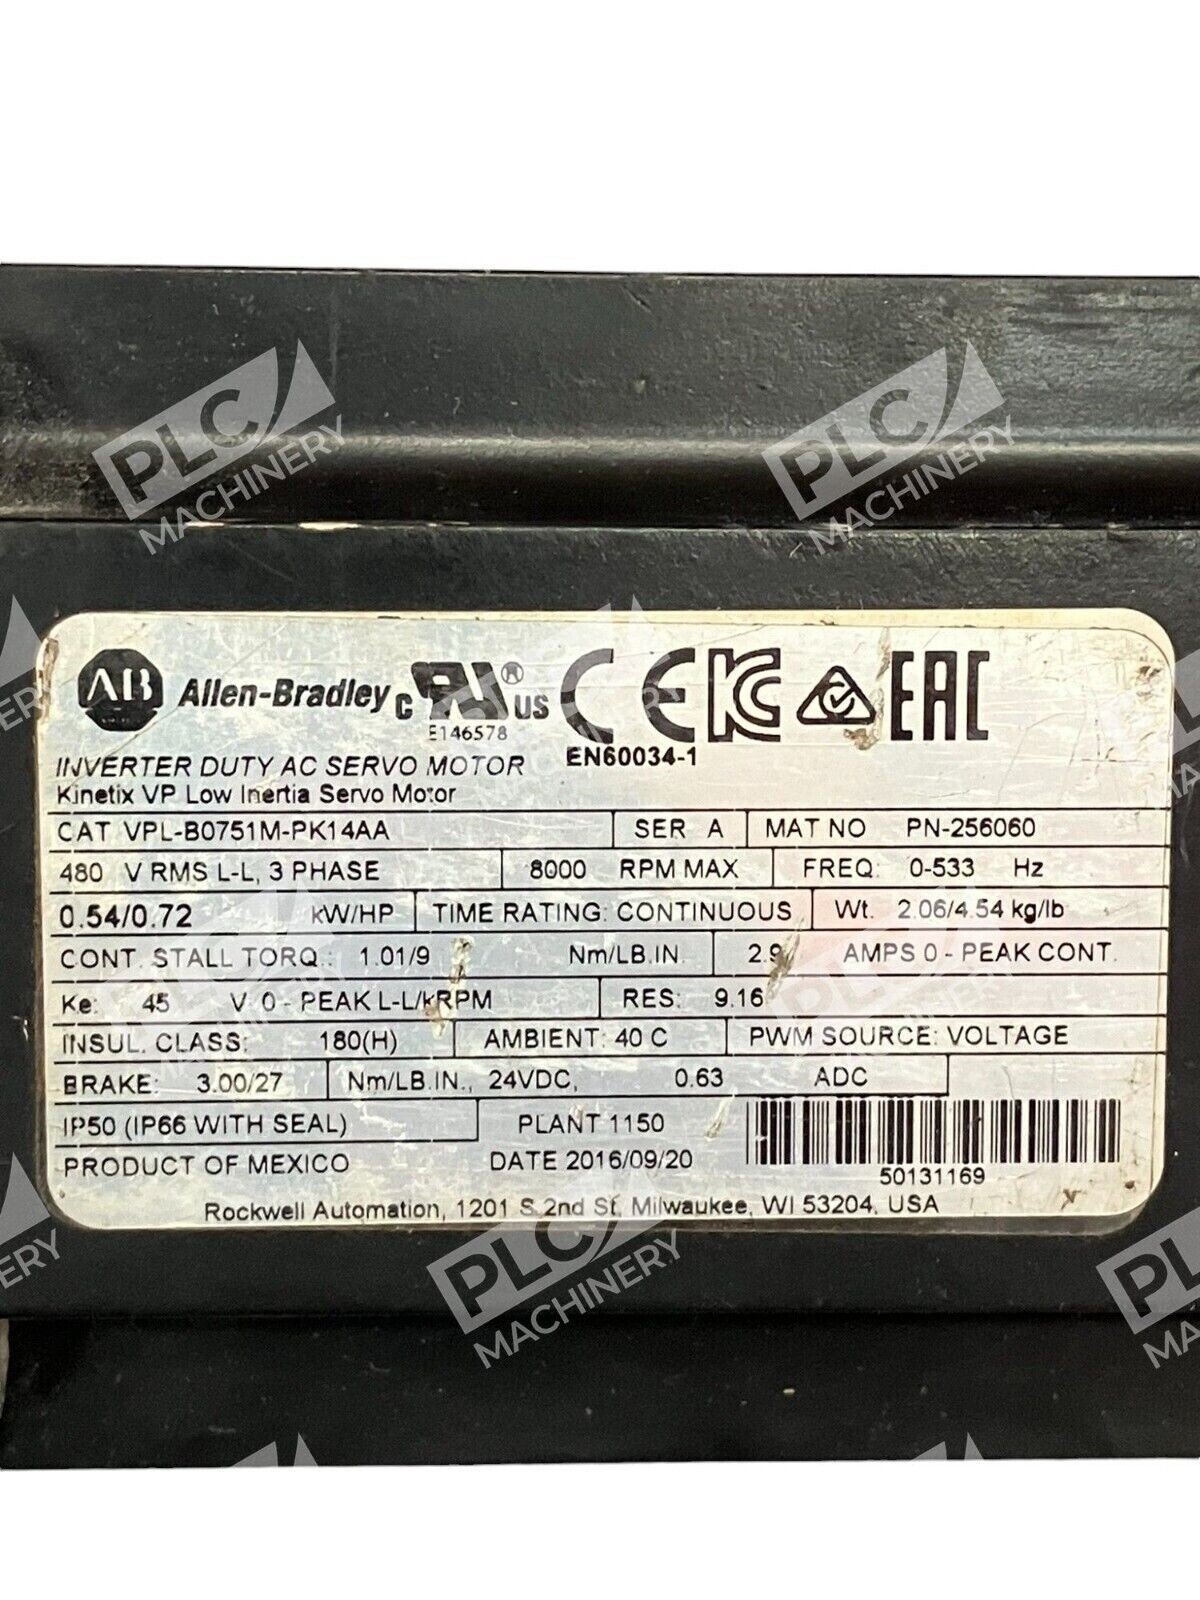 PLC MACHINERY
PLC MACHINERY
AB Allen-Bradley c RU ® US CE KC EAC
E146578
EN60034-1
INVERTER DUTY AC SERVO MOTOR
Kinetix VP Low Inertia Servo Motor
CAT VPL-B0751M-PK14AA SER A MAT NO PN-256060
480 V RMS L-L, 3 PHASE 8000 RPM MAX FREQ: 0-533 Hz
0.54/0.72 kW/HP TIME RATING: CONTINUOUS Wt. 2.06/4.54 kg/lb
CONT. STALL TORQ.: 1.01/9 Nm/LB.IN. AMPS 0 - PEAK CONT.
Ke: 45 V 0 - PEAK L-L/kRPM RES: 9.16
INSUL. CLASS: 180(H) AMBIENT: 40 C PWM SOURCE: VOLTAGE
BRAKE: 3.00/27 Nm/LB.IN., 24VDC, 0.63 ADC
IP50 (IP66 WITH SEAL) PLANT 1150
PRODUCT OF MEXICO DATE 2016/09/20 50131169
Rockwell Automation, 1201 S 2nd St, Milwaukee, WI 53204, USA
PLC MACHINERY